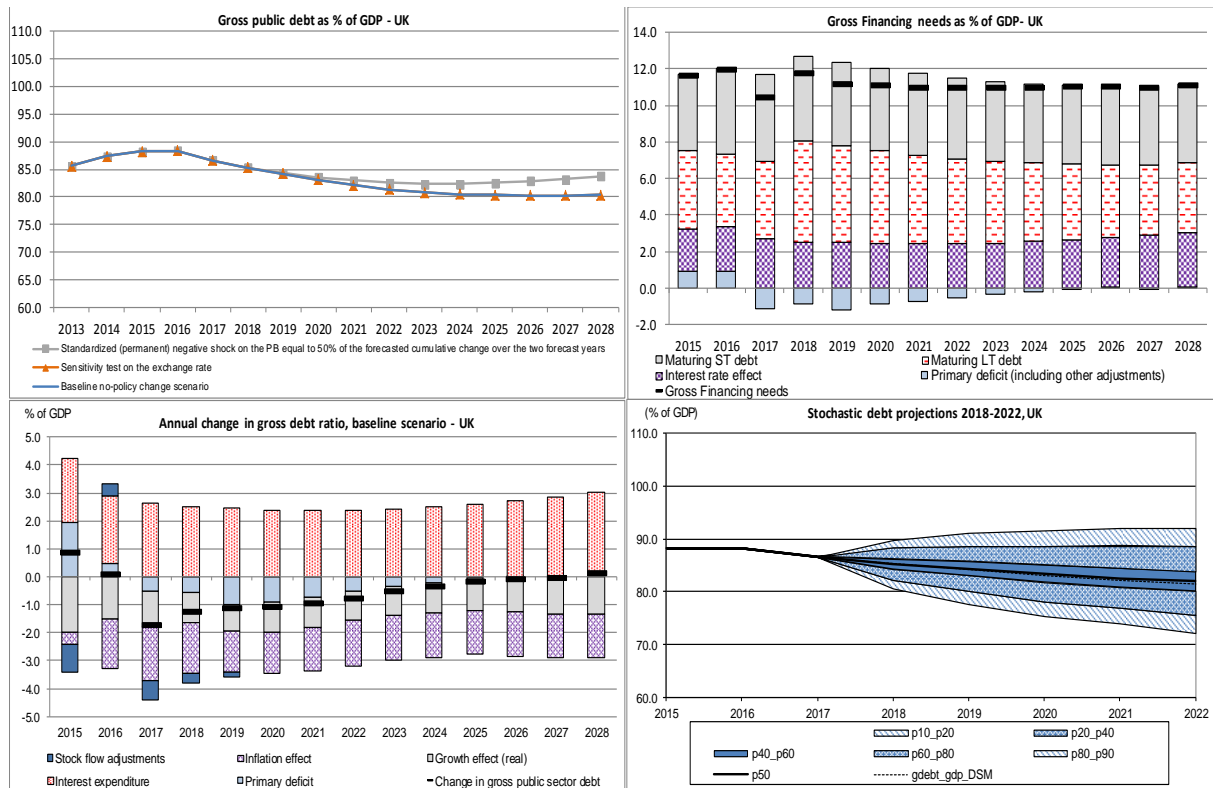 Gross public debt as % of GDP - UK
110.0
105.0
100.0
95.0
90.0
85.0
80.0
75.0
70.0
65.0
60.0
2013 2014 2015 2016 2017 2018 2019 2020 2021 2022 2023 2024 2025 2026 2027 2028
Standardized (permanent) negative shock on the PB equal to 50% of the forecasted cumulative change over the two forecast years
Sensitivity test on the exchange rate
Baseline no-policy change scenario
Gross Financing needs as % of GDP- UK
14.0
12.0
10.0
8.0
6.0
4.0
2.0
0.0
-2.0
2015 2016 2017 2018 2019 2020 2021 2022 2023 2024 2025 2026 2027 2028
Maturing ST debt Maturing LT debt
Interest rate effect Primary deficit (including other adjustments)
Gross Financing needs
% of GDP
Annual change in gross debt ratio, baseline scenario - UK
5.0
4.0
3.0
2.0
1.0
0.0
-1.0
-2.0
-3.0
-4.0
-5.0
2015 2016 2017 2018 2019 2020 2021 2022 2023 2024 2025 2026 2027 2028
Stock flow adjustments Inflation effect Growth effect (real)
Interest expenditure Primary deficit Change in gross public sector debt
(% of GDP)
Stochastic debt projections 2018-2022, UK
110.0
100.0
90.0
80.0
70.0
60.0
2015 2016 2017 2018 2019 2020 2021 2022
p10_p20 p20_p40
p40_p60 p60_p80 p80_p90
p50 gdebt_gdp_DSM